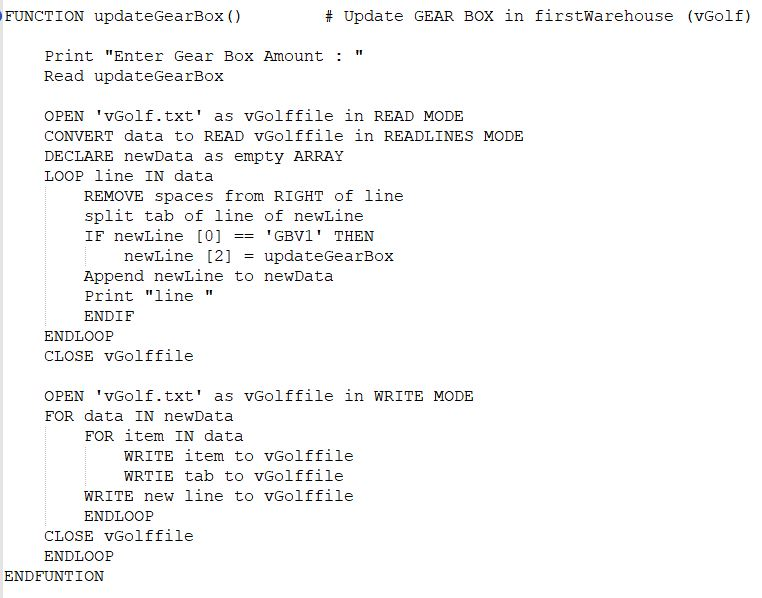 FUNCTION updateGearBox() # Update GEAR BOX in firstWarehouse (vGolf)
Print "Enter Gear Box Amount : "
Read updateGearBox
OPEN 'vGolf.txt' as vGolffile in READ MODE
CONVERT data to READ vGolffile in READLINES MODE
DECLARE newData as empty ARRAY
LOOP line IN data
REMOVE spaces from RIGHT of line
split tab of line of newLine
IF newLine [0] == 'GBV1' THEN
newLine [2] = updateGearBox
Append newLine to newData
Print "line "
ENDIF
ENDLOOP
CLOSE vGolffile
OPEN 'vGolf.txt' as vGolffile in WRITE MODE
FOR data IN newData
FOR item IN data
WRITE item to vGolffile
WRTIE tab to vGolffile
WRITE new line to vGolffile
ENDLOOP
CLOSE vGolffile
ENDLOOP
ENDFUNTION